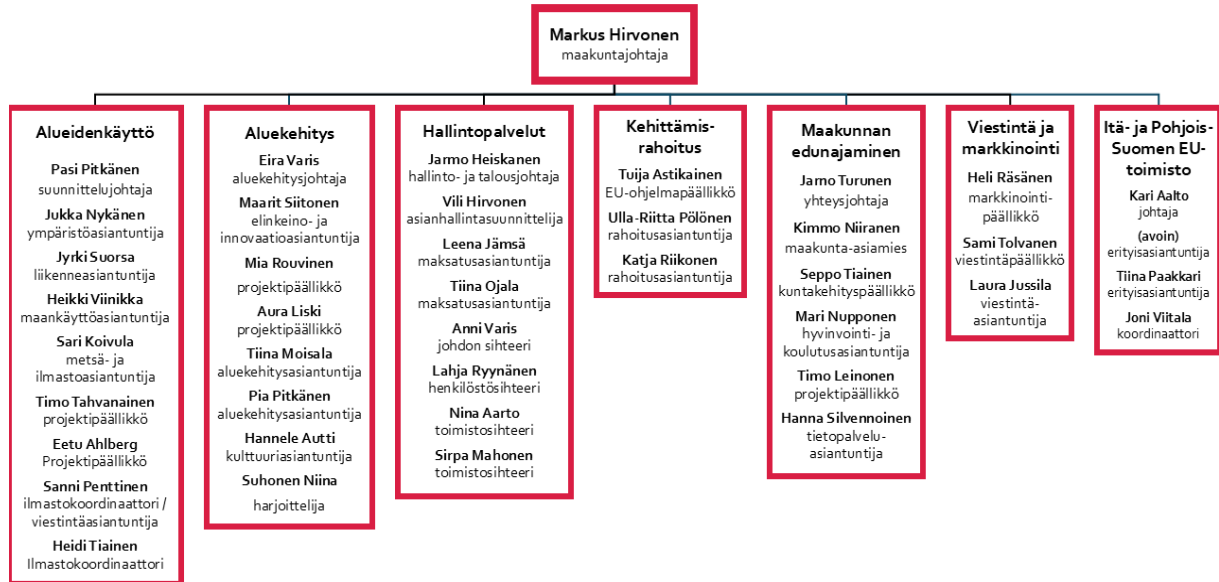 Markus Hirvonen
maakuntajohtaja
Alueidenkäyttö
Pasi Pitkänen
suunnittelujohtaja
Jukka Nykänen
ympäristöasiantuntija
Jyrki Suorsa
liikenneasiantuntija
Heikki Viinikka
maankäyttöasiantuntija
Sari Koivula
metsä- ja
ilmastoasiantuntija
Timo Tahvanainen
projektipäällikkö
Eetu Ahlberg
Projektipäällikkö
Sanni Penttinen
ilmastokoordinaattori /
viestintäasiantuntija
Heidi Tiainen
Ilmastokoordinaattori
Aluekehitys
Eira Varis
aluekehitysjohtaja
Maarit Siitonen
elinkeino- ja
innovaatioasiantuntija
Mia Rouvinen
projektipäällikkö
Aura Liski
projektipäällikkö
Tiina Moisala
aluekehitysasiantuntija
Pia Pitkänen
aluekehitysasiantuntija
Hannele Autti
kulttuuriasiantuntija
Suhonen Niina
harjoittelija
Hallintopalvelut
Jarmo Heiskanen
hallinto- ja talousjohtaja
Vili Hirvonen
asianhallintasuunnittelija
Leena Jämsä
maksatusasiantuntija
Tiina Ojala
maksatusasiantuntija
Anni Varis
johdon sihteeri
Lahja Ryynänen
henkilöstösihteeri
Nina Aarto
toimistosihteeri
Sirpa Mahonen
toimistosihteeri
Kehittämis-
rahoitus
Tuija Astikainen
EU-ohjelmapäällikkö
Ulla-Riitta Pölönen
rahoitusasiantuntija
Katja Riikonen
rahoitusasiantuntija
Maakunnan
edunajaminen
Jarno Turunen
yhteysjohtaja
Kimmo Niiranen
maakunta-asiamies
Seppo Tiainen
kuntakehityspäällikkö
Mari Nupponen
hyvinvointi- ja
koulutusasiantuntija
Timo Leinonen
projektipäällikkö
Hanna Silvennoinen
tietopalvelu-
asiantuntija
Viestintä ja
markkinointi
Heli Räsänen
markkinointi-
päällikkö
Sami Tolvanen
viestintäpäällikkö
Laura Jussila
viestintä-
asiantuntija
Itä- ja Pohjois-
Suomen EU-
toimisto
Kari Aalto
johtaja
(avoin)
erityisasiantuntija
Tiina Paakkari
erityisasiantuntija
Joni Viitala
koordinaattori